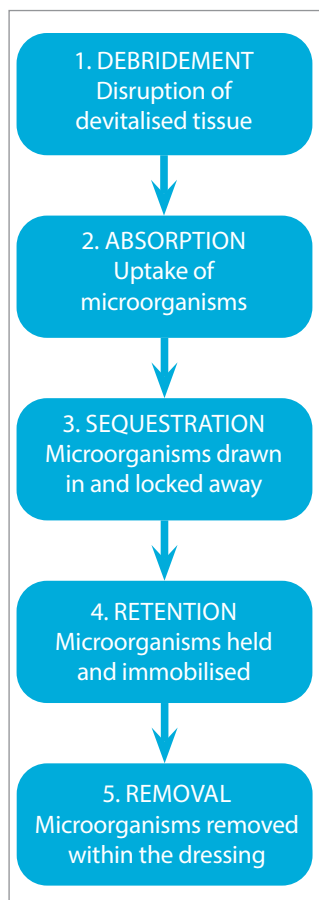 1. DEBRIDEMENT
Disruption of
devitalised tissue
2. ABSORPTION
Uptake of
microorganisms
3. SEQUESTRATION
Microorganisms drawn
in and locked away
4. RETENTION
Microorganisms held
and immobilised
5. REMOVAL
Microorganisms removed
within the dressing